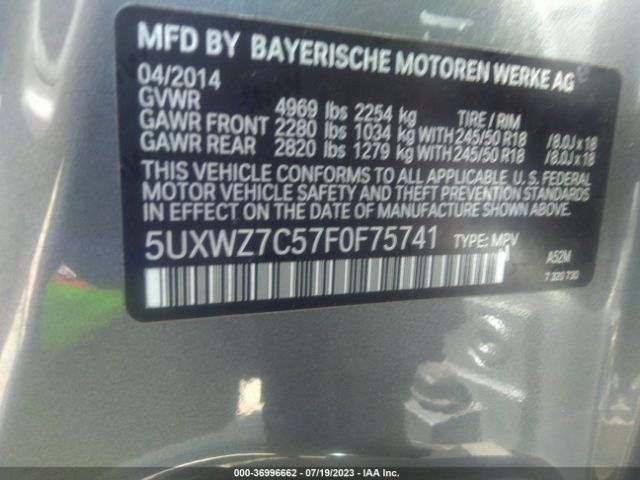 MFD BY BAYERISCHE MOTOREN WERKE AG
04/2014
GVWR 4969 lbs 2254 kg TIRE / RIM
GAWR FRONT 2280 lbs 1034 kg WITH 245/50 R18 /8.0J x 18
GAWR REAR 2820 lbs 1279 kg WITH 245/50 R18 /8.0J x 18
THIS VEHICLE CONFORMS TO ALL APPLICABLE U. S. FEDERAL
MOTOR VEHICLE SAFETY AND THEFT PREVENTION STANDARDS
IN EFFECT ON THE DATE OF MANUFACTURE SHOWN ABOVE.
5UXWZ7C57F0F75741 TYPE: MPV
A52M
7 320 730
000-36996662 - 07/19/2023 - IAA Inc.